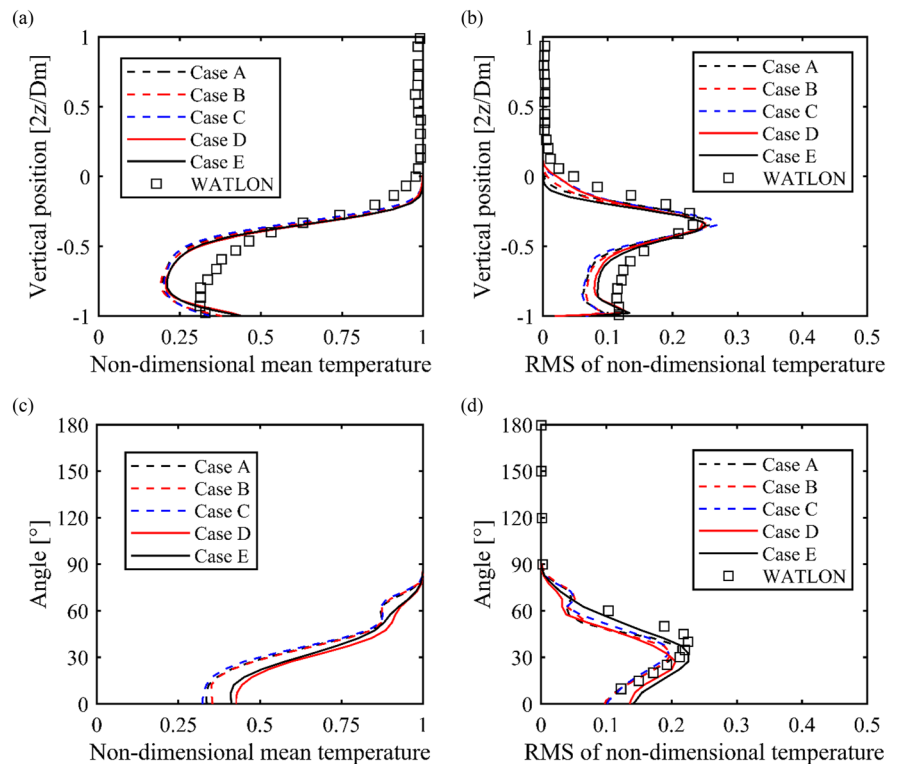 (a)
Vertical position [2z/Dm]
1
0.5
0
-0.5
-1
Case A
Case B
Case C
Case D
Case E
WATLON
0
0.25
0.5
0.75
1
Non-dimensional mean temperature
(b)
Vertical position [2z/Dm]
1
0.5
0
-0.5
-1
Case A
Case B
Case C
Case D
Case E
WATLON
0
0.1
0.2
0.3
0.4
0.5
RMS of non-dimensional temperature
(c)
Angle [°]
180
150
120
90
60
30
0
Case A
Case B
Case C
Case D
Case E
0
0.25
0.5
0.75
1
Non-dimensional mean temperature
(d)
Angle [°]
180
150
120
90
60
30
0
Case A
Case B
Case C
Case D
Case E
WATLON
0
0.1
0.2
0.3
0.4
0.5
RMS of non-dimensional temperature